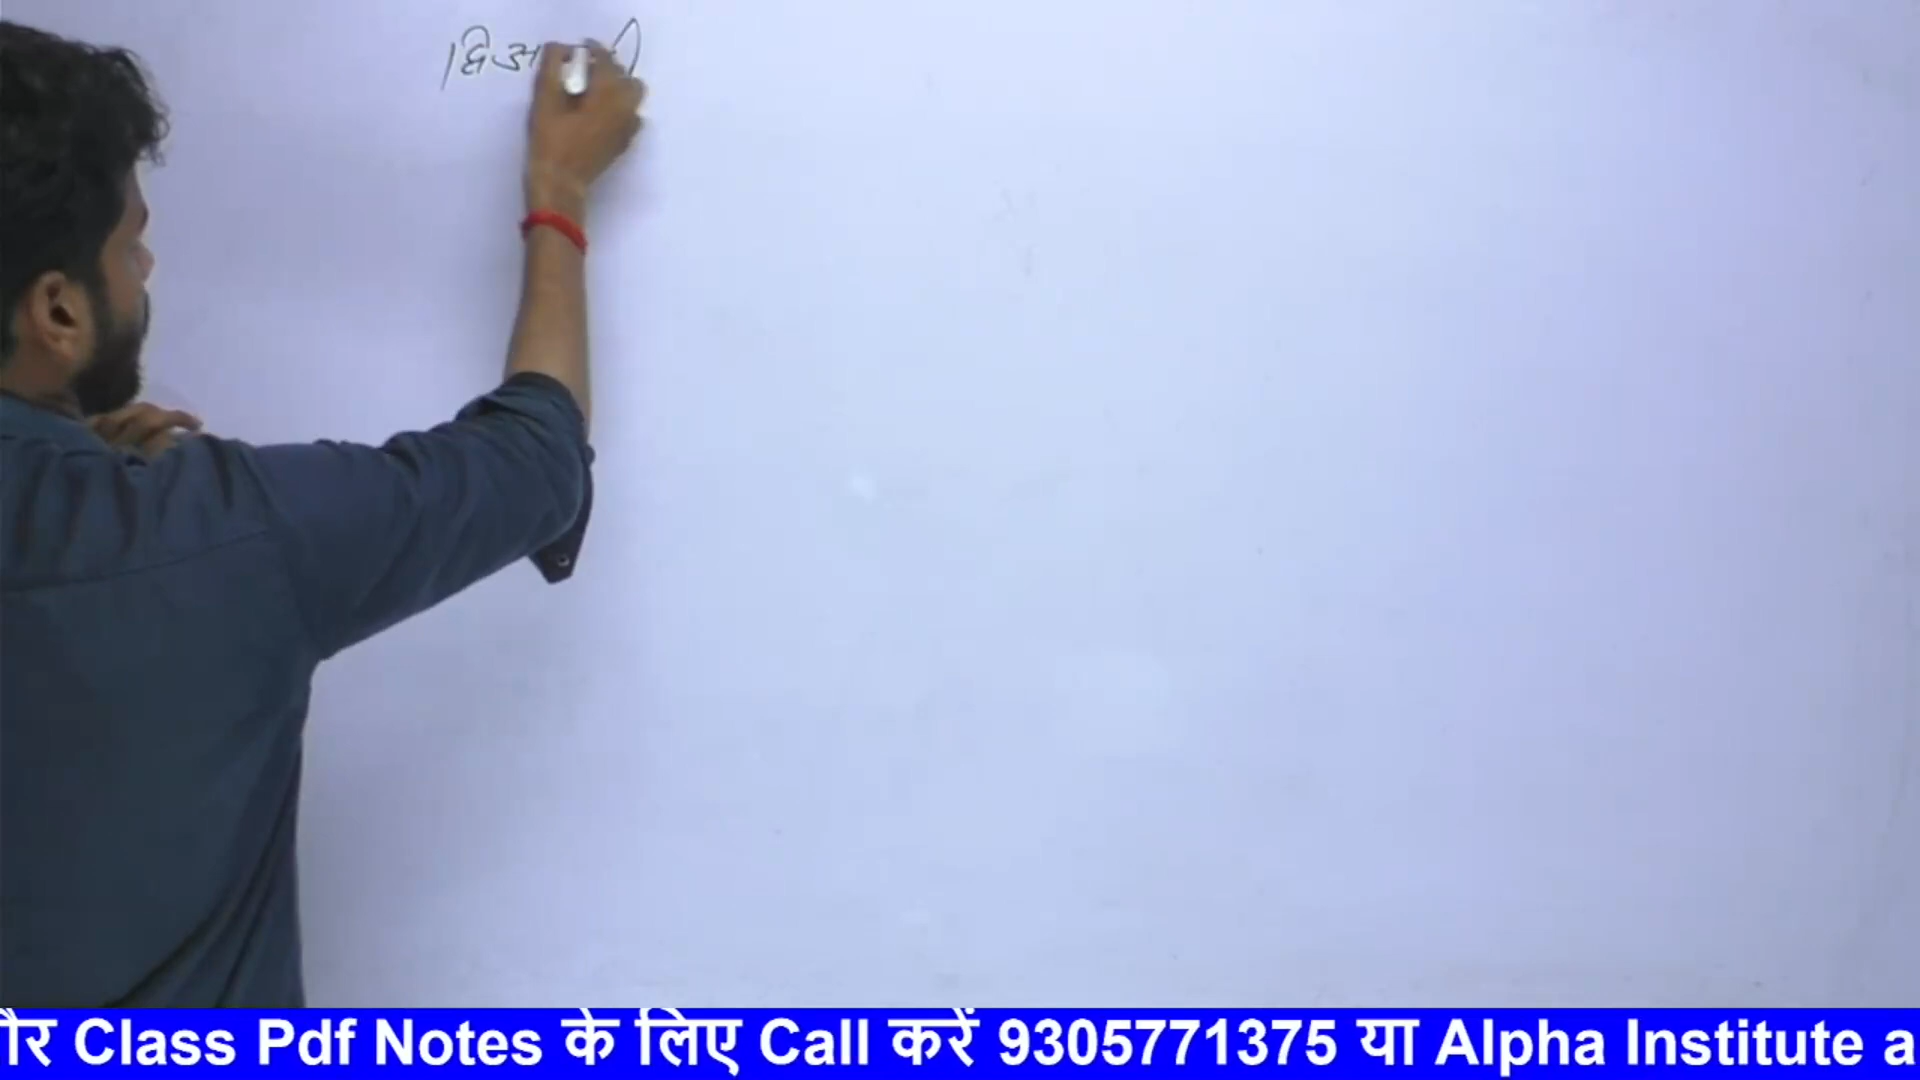 ौर Class Pdf Notes के लिए Call करें 9305771375 या Alpha Institute a